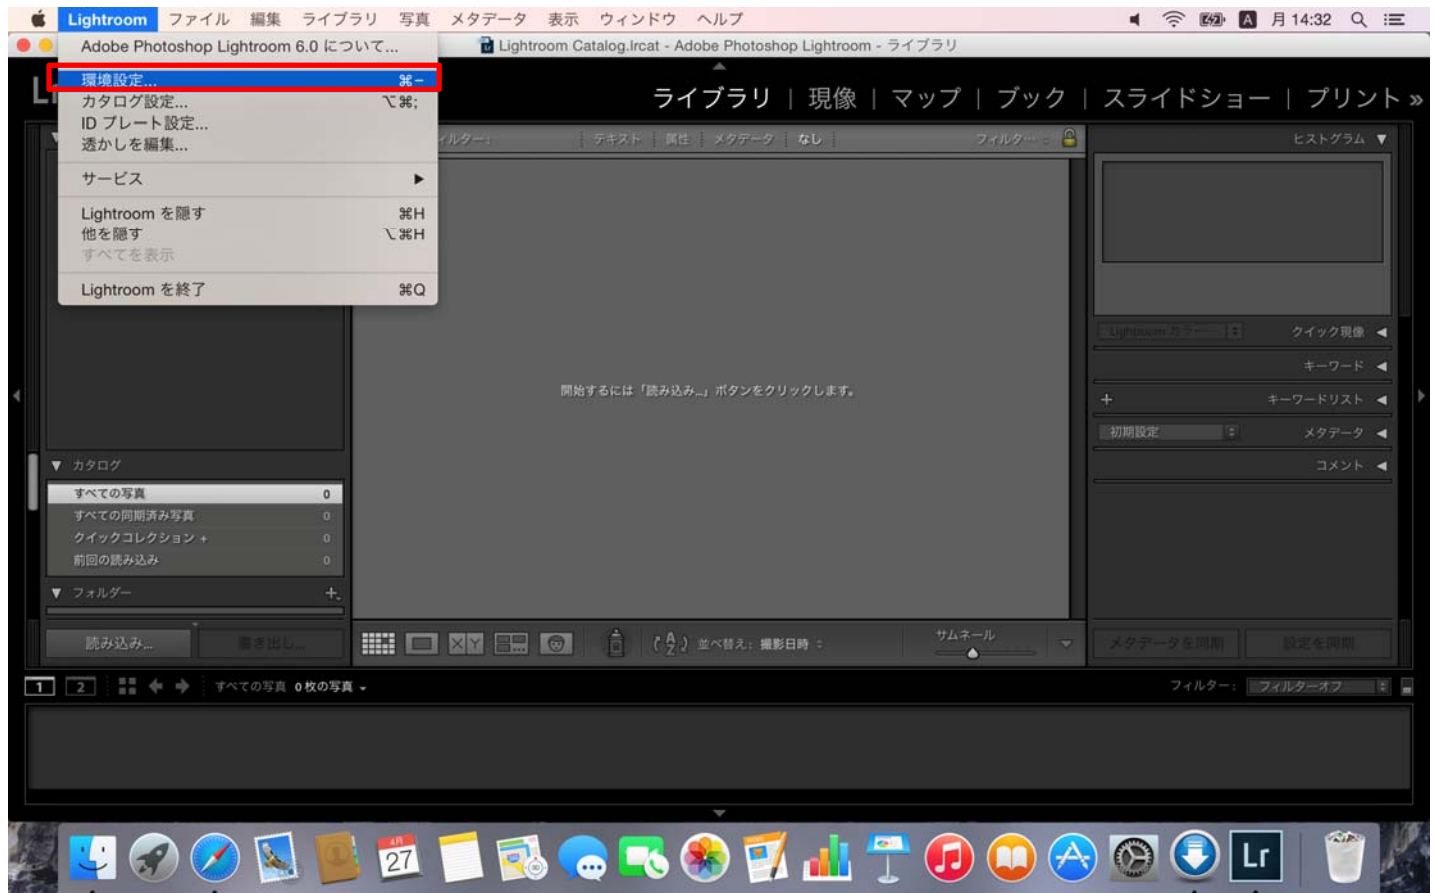 Lightroom ファイル 編集 ライブラリ 写真 メタデータ 表示 ウィンドウ ヘルプ A 月 14:32
Lightroom Catalog.lrcat - Adobe Photoshop Lightroom - ライブラリ
Adobe Photoshop Lightroom 6.0 について...
環境設定... ⌘−
カタログ設定... ⌥⌘;
ID プレート設定...
透かしを編集...
サービス ▶
Lightroom を隠す ⌘H
他を隠す ⌥⌘H
すべてを表示
Lightroom を終了 ⌘Q
ライブラリ | 現像 | マップ | ブック | スライドショー | プリント »
テキスト 属性 メタデータ なし
ヒストグラム ▼
クイック現像 ◀
キーワード ◀
+ キーワードリスト ◀
初期設定 メタデータ ◀
コメント ◀
開始するには「読み込み...」ボタンをクリックします。
▼ カタログ
すべての写真 0
すべての同期済み写真 0
クイックコレクション + 0
前回の読み込み 0
▼ フォルダー +
読み込み... 書き出し...
XY
AZ 並べ替え: 撮影日時
サムネール
メタデータを同期 設定を同期
1 2 すべての写真 0 枚の写真
フィルター: フィルターオフ
4月
27
Lr